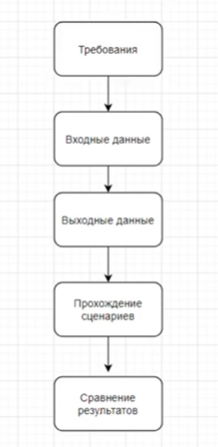 Требования
Входные данные
Выходные данные
Прохождение
сценариев
Сравнение
результатов